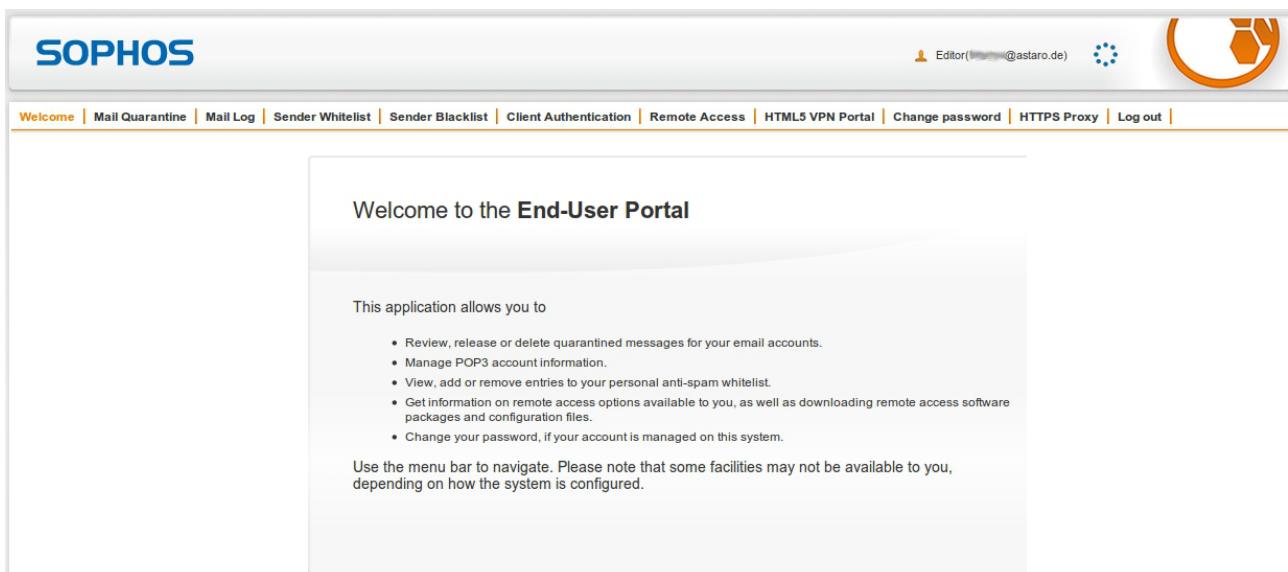 SOPHOS
Editor( @astaro.de)
Welcome | Mail Quarantine | Mail Log | Sender Whitelist | Sender Blacklist | Client Authentication | Remote Access | HTML5 VPN Portal | Change password | HTTPS Proxy | Log out |
Welcome to the End-User Portal
This application allows you to
• Review, release or delete quarantined messages for your email accounts.
• Manage POP3 account information.
• View, add or remove entries to your personal anti-spam whitelist.
• Get information on remote access options available to you, as well as downloading remote access software
packages and configuration files.
• Change your password, if your account is managed on this system.
Use the menu bar to navigate. Please note that some facilities may not be available to you,
depending on how the system is configured.